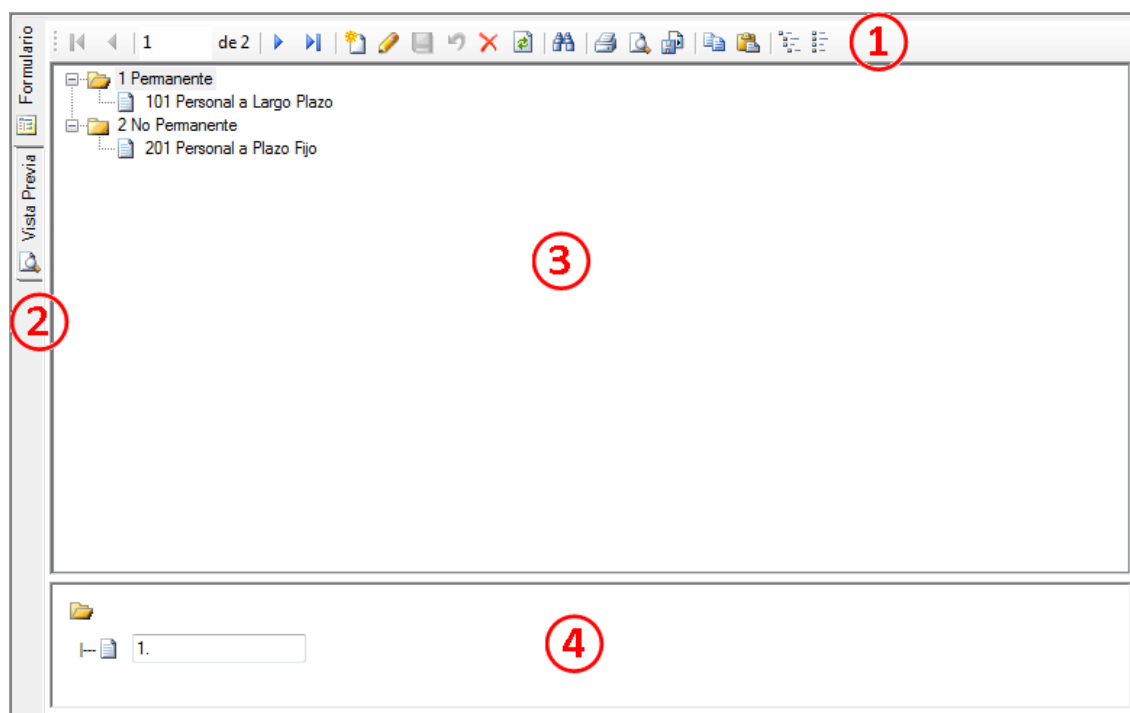 Formulario
Vista Previa
1 de 2
1
1 Permanente
101 Personal a Largo Plazo
2 No Permanente
201 Personal a Plazo Fijo
3
2
1.
4